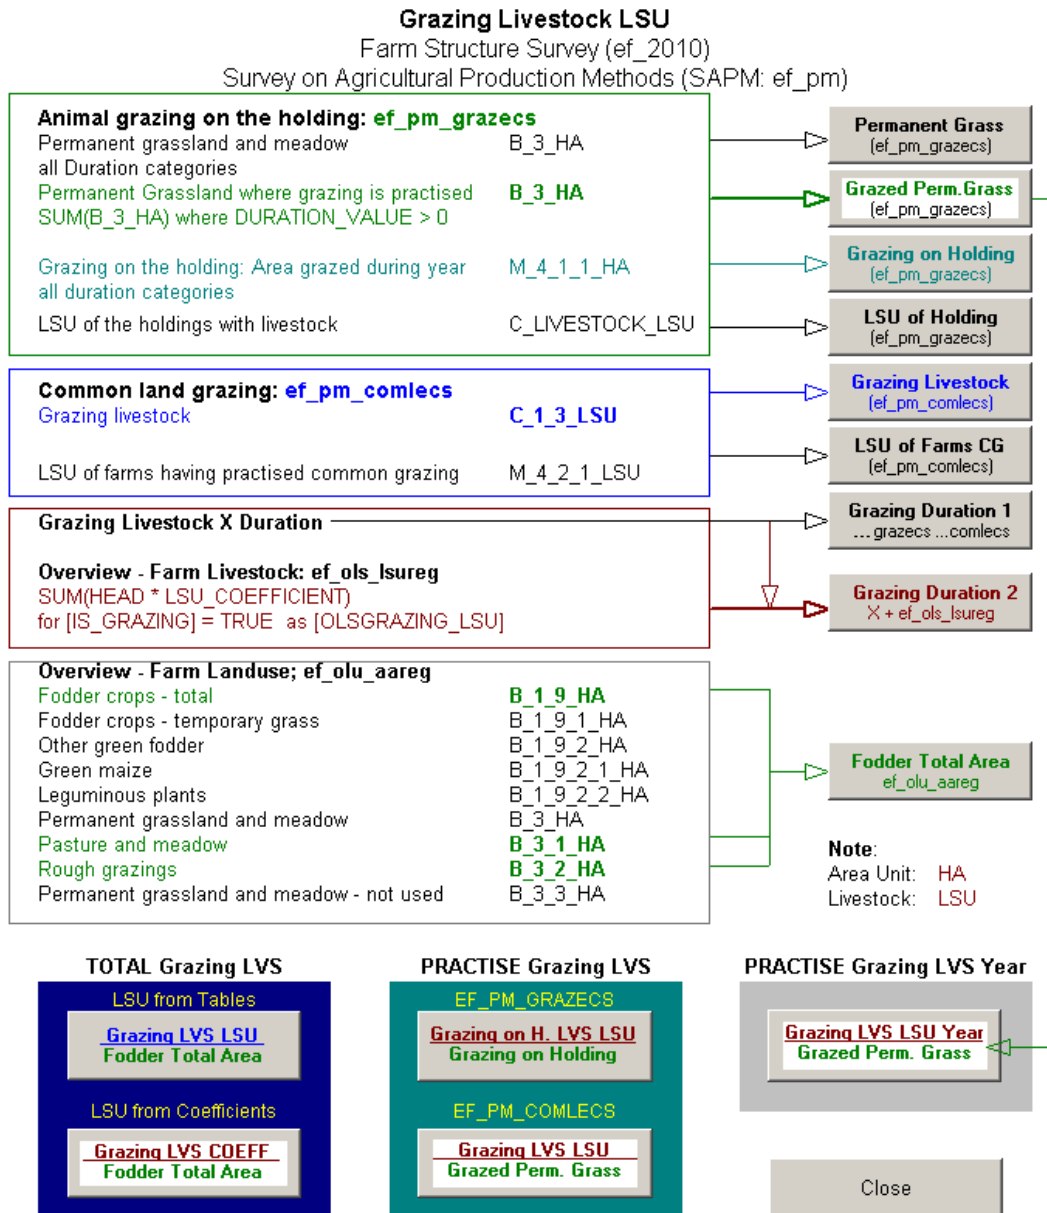 Grazing Livestock LSU
Farm Structure Survey (ef_2010)
Survey on Agricultural Production Methods (SAPM: ef_pm)
Animal grazing on the holding: ef_pm_grazecs
Permanent grassland and meadow B_3_HA
all Duration categories
Permanent Grassland where grazing is practised B_3_HA
SUM(B_3_HA) where DURATION_VALUE > 0
Grazing on the holding: Area grazed during year M_4_1_1_HA
all duration categories
LSU of the holdings with livestock C_LIVESTOCK_LSU
Permanent Grass
(ef_pm_grazecs)
Grazed Perm.Grass
(ef_pm_grazecs)
Grazing on Holding
(ef_pm_grazecs)
LSU of Holding
(ef_pm_grazecs)
Common land grazing: ef_pm_comlecs
Grazing livestock C_1_3_LSU
LSU of farms having practised common grazing M_4_2_1_LSU
Grazing Livestock
(ef_pm_comlecs)
LSU of Farms CG
(ef_pm_comlecs)
Grazing Livestock X Duration
Overview - Farm Livestock: ef_ols_lsureg
SUM(HEAD * LSU_COEFFICIENT)
for [IS_GRAZING] = TRUE as [OLSGRAZING_LSU]
Grazing Duration 1
... grazecs ...comlecs
Grazing Duration 2
X + ef_ols_lsureg
Overview - Farm Landuse; ef_olu_aareg
Fodder crops - total B_1_9_HA
Fodder crops - temporary grass B_1_9_1_HA
Other green fodder B_1_9_2_HA
Green maize B_1_9_2_1_HA
Leguminous plants B_1_9_2_2_HA
Permanent grassland and meadow B_3_HA
Pasture and meadow B_3_1_HA
Rough grazings B_3_2_HA
Permanent grassland and meadow - not used B_3_3_HA
Fodder Total Area
ef_olu_aareg
Note:
Area Unit: HA
Livestock: LSU
TOTAL Grazing LVS
LSU from Tables
Grazing LVS LSU
Fodder Total Area
LSU from Coefficients
Grazing LVS COEFF
Fodder Total Area
PRACTISE Grazing LVS
EF_PM_GRAZECS
Grazing on H. LVS LSU
Grazing on Holding
EF_PM_COMLECS
Grazing LVS LSU
Grazed Perm. Grass
PRACTISE Grazing LVS Year
Grazing LVS LSU Year
Grazed Perm. Grass
Close